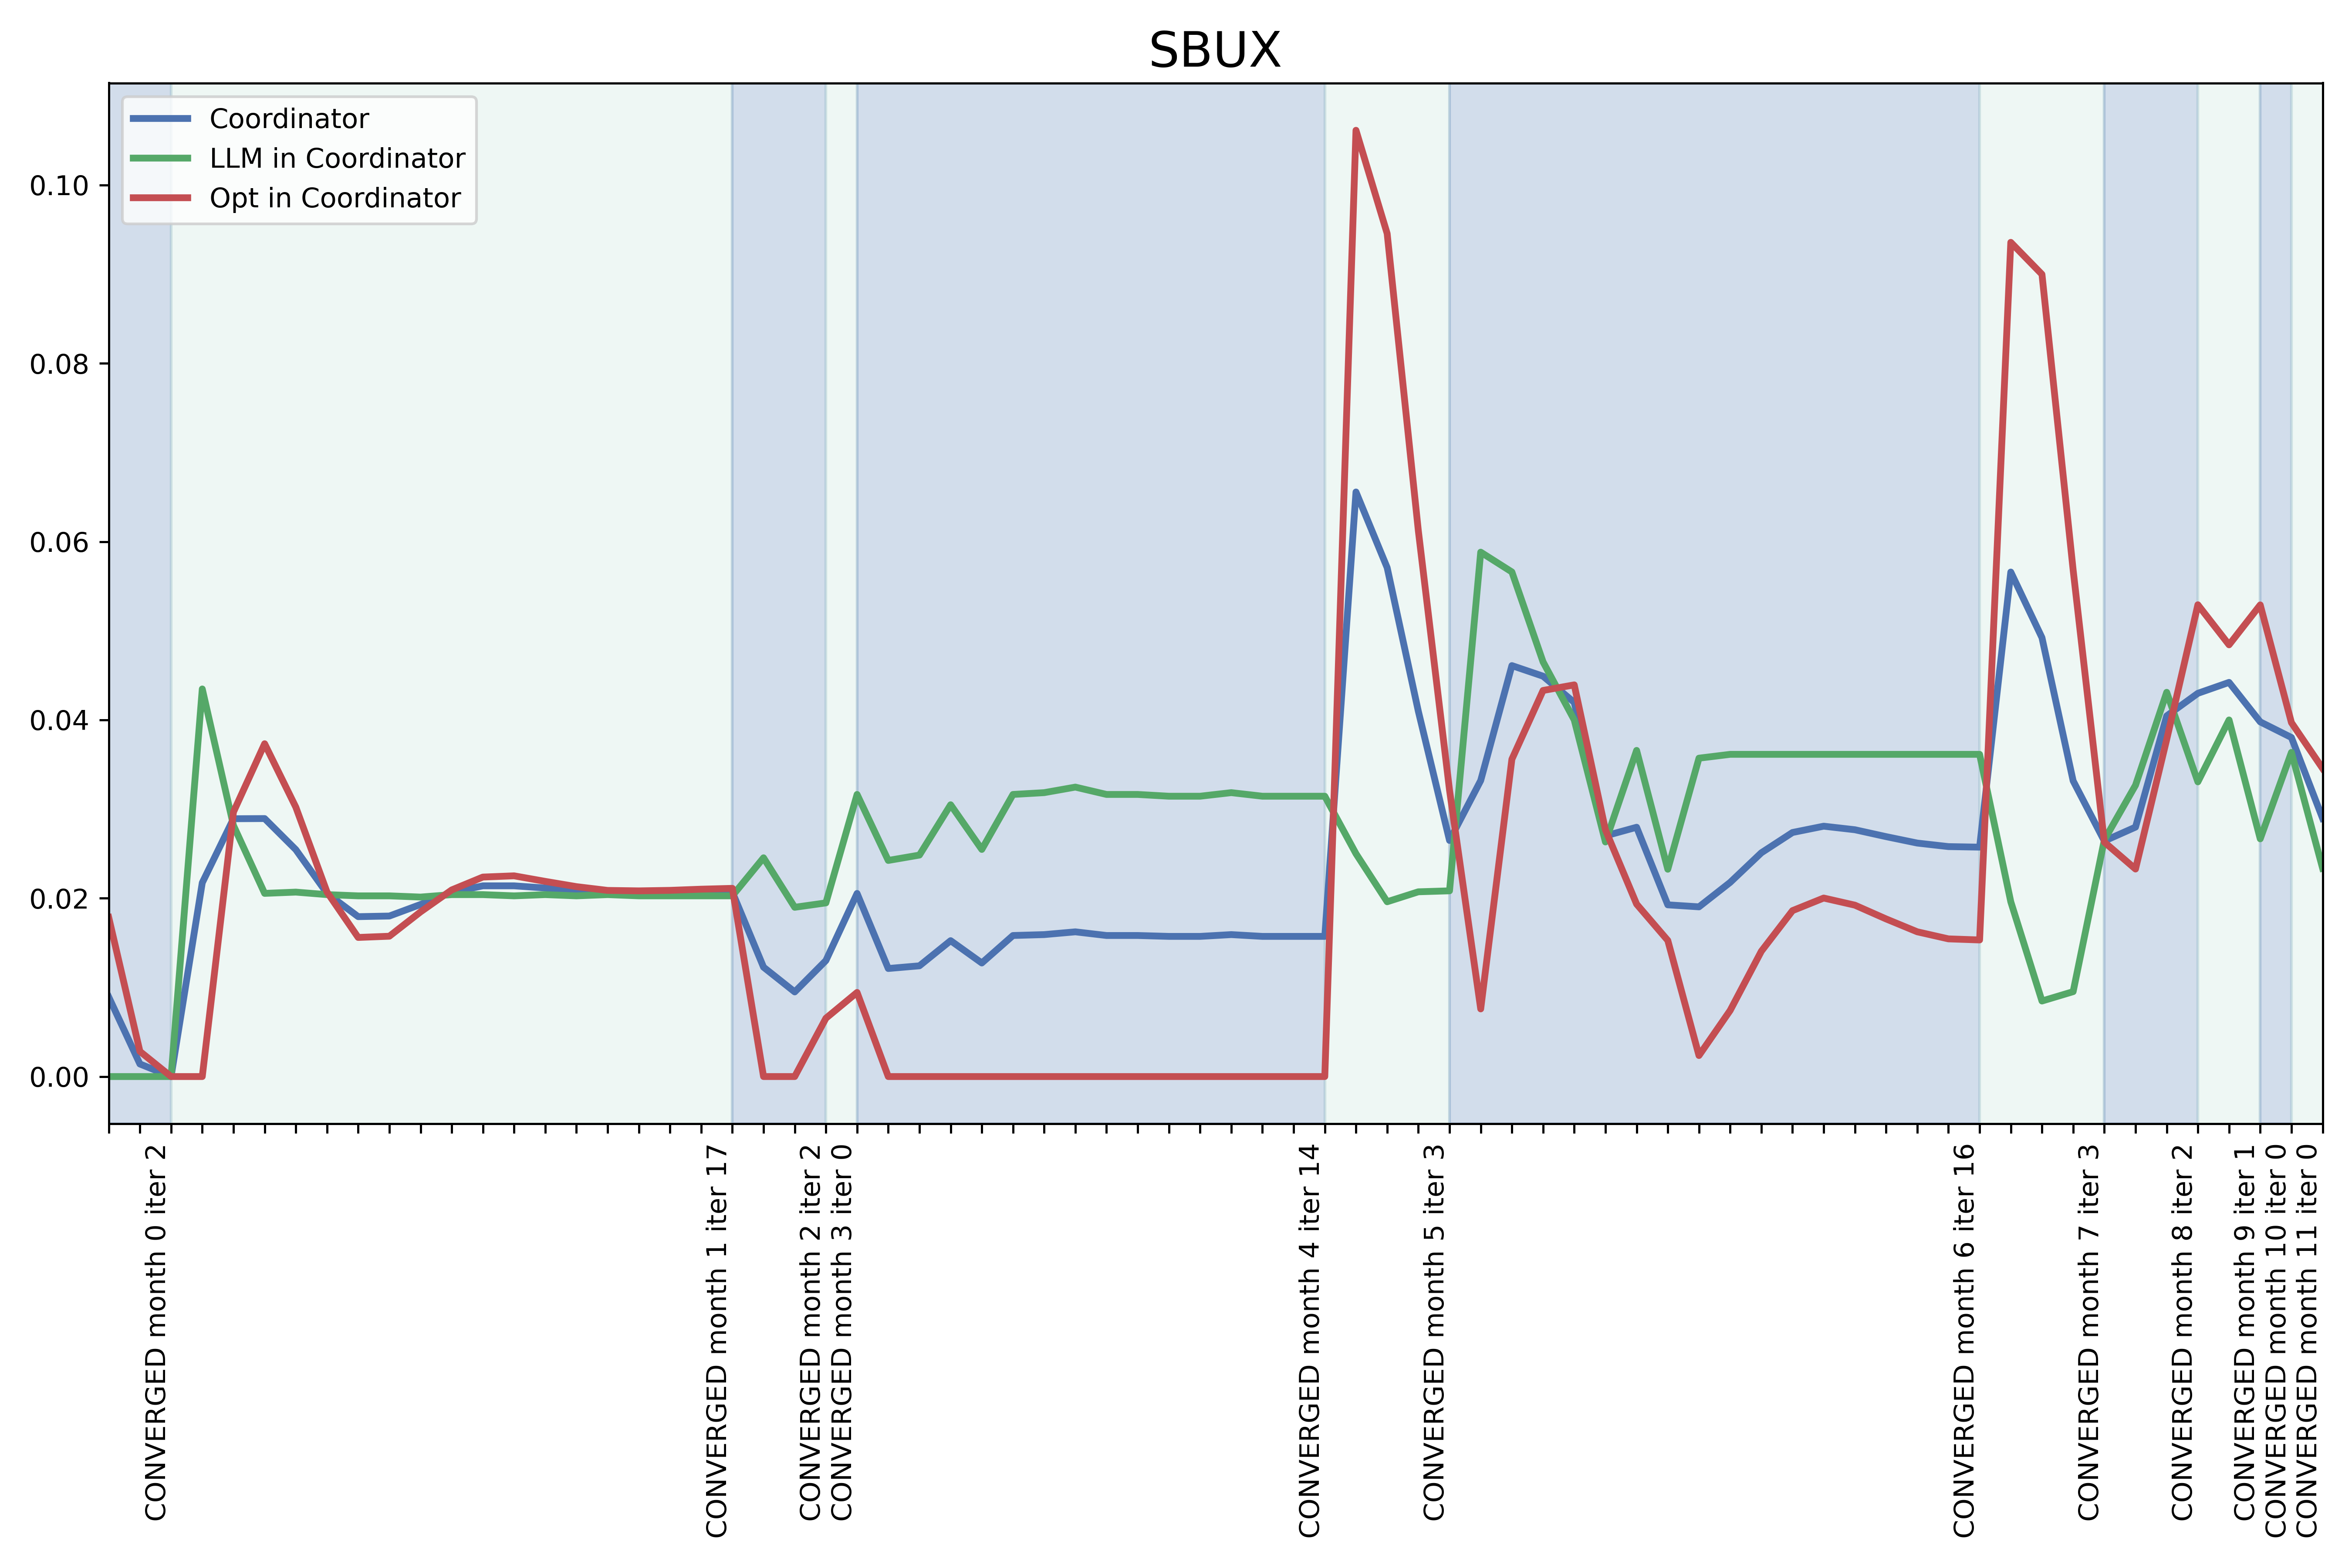 SBUX
Coordinator
LLM in Coordinator
Opt in Coordinator
0.10
0.08
0.06
0.04
0.02
0.00
CONVERGED month 0 iter 2
CONVERGED month 1 iter 17
CONVERGED month 2 iter 2
CONVERGED month 3 iter 0
CONVERGED month 4 iter 14
CONVERGED month 5 iter 3
CONVERGED month 6 iter 16
CONVERGED month 7 iter 3
CONVERGED month 8 iter 2
CONVERGED month 9 iter 1
CONVERGED month 10 iter 0
CONVERGED month 11 iter 0